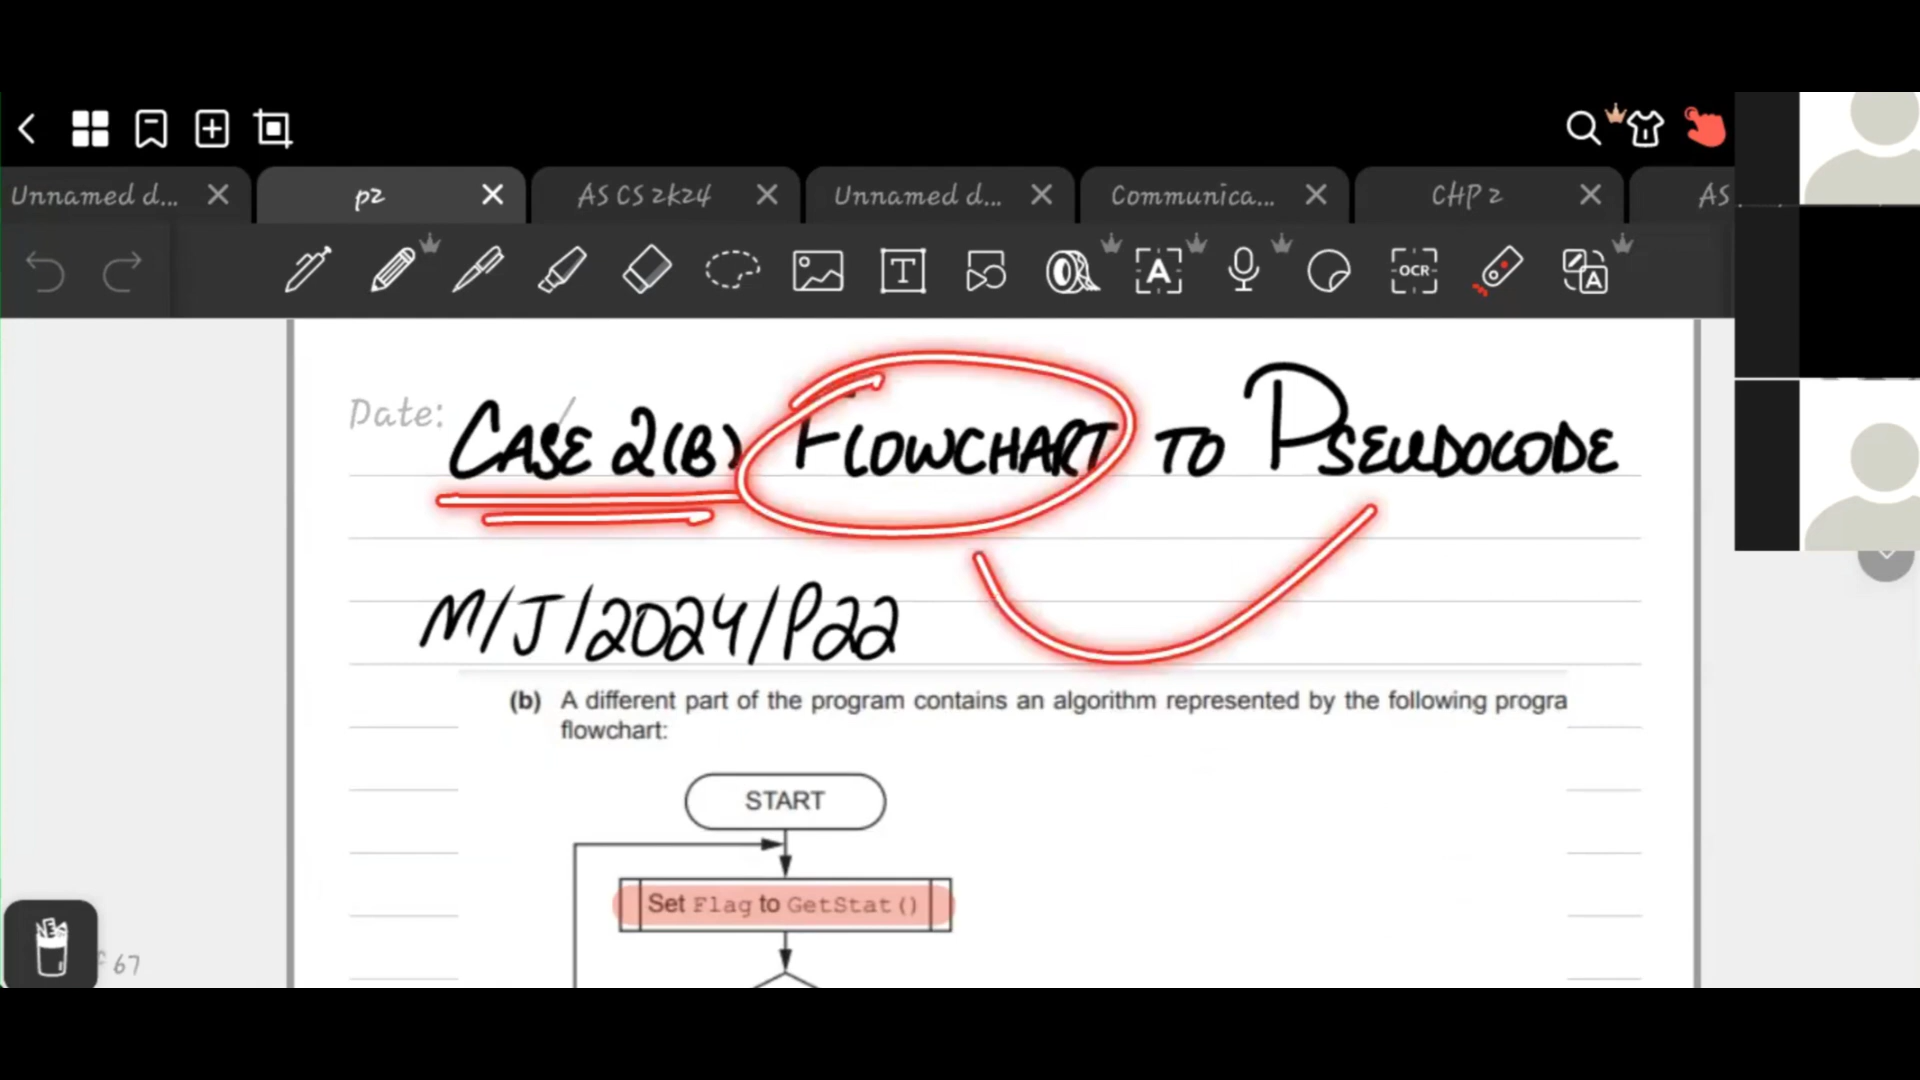 Unnamed d...
p2
AS CS 2k24
Unnamed d...
Communica...
CHP 2
AS
T
A
OCR
A
Date:
CASE 2(B) FLOWCHART TO PSEUDOCODE
M/J/2024/P22
(b) A different part of the program contains an algorithm represented by the following progra
flowchart:
START
Set Flag to GetStat()
67